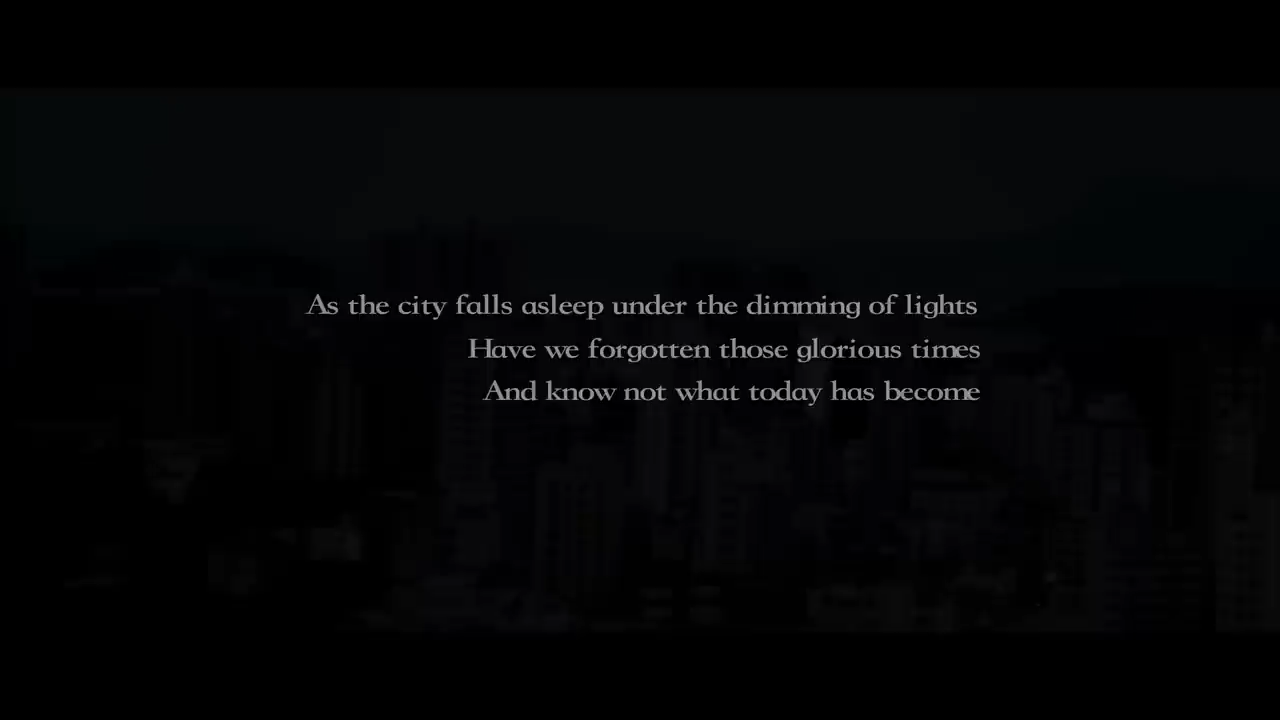 As the city falls asleep under the dimming of lights
Have we forgotten those glorious times
And know not what today has become